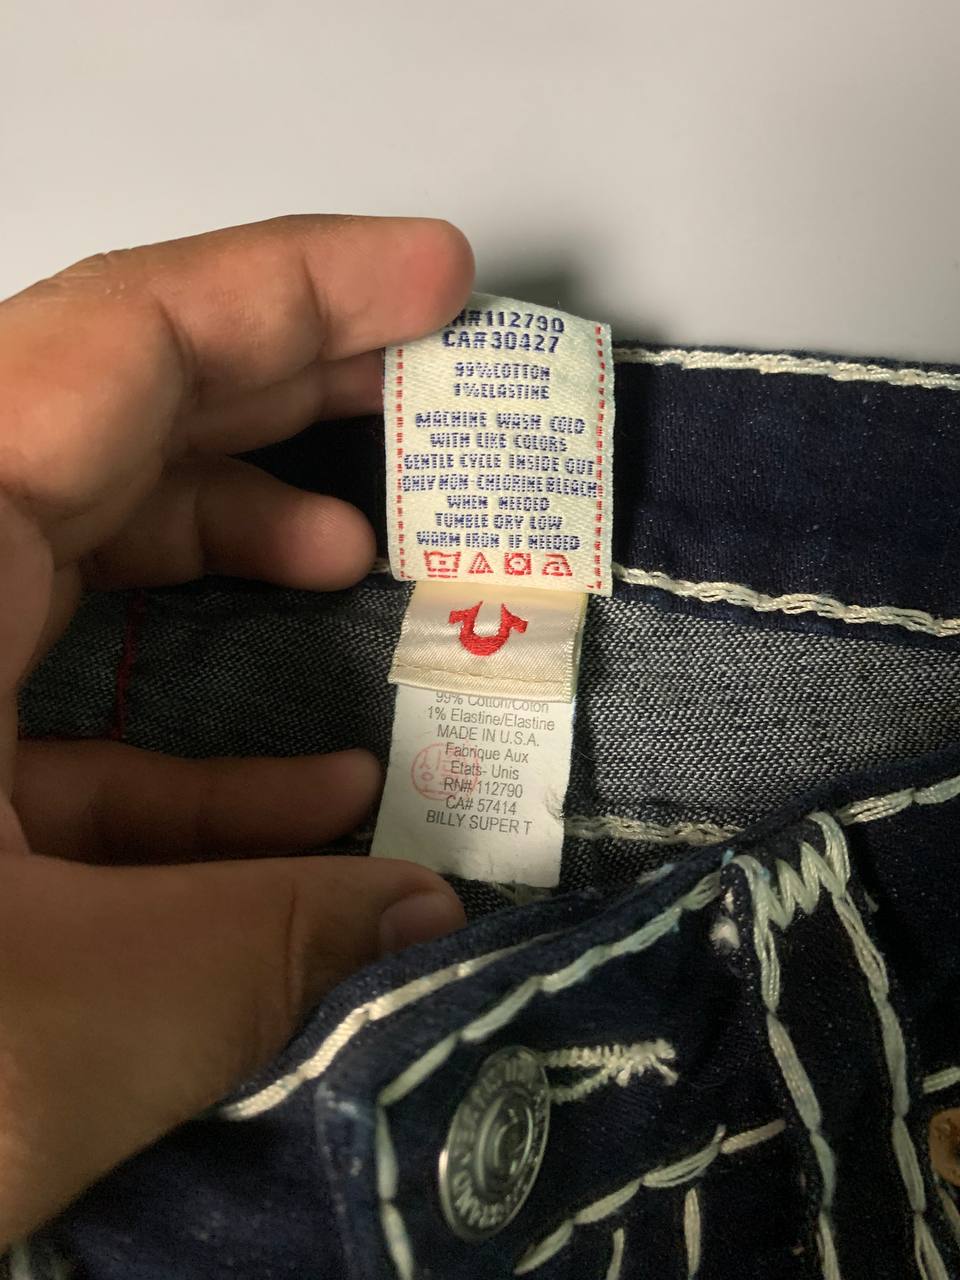 #112790
CA#30427
99%COTTON
1%ELASTINE
MACHINE WASH COLD
WITH LIKE COLORS
GENTLE CYCLE INSIDE OUT
ONLY NON-CHLORINE BLEACH
WHEN NEEDED
TUMBLE DRY LOW
WARM IRON IF NEEDED
99% Cotton/Coton
1% Elastine/Elastine
MADE IN U.S.A.
Fabrique Aux
Etats- Unis
RN# 112790
CA# 57414
BILLY SUPER T